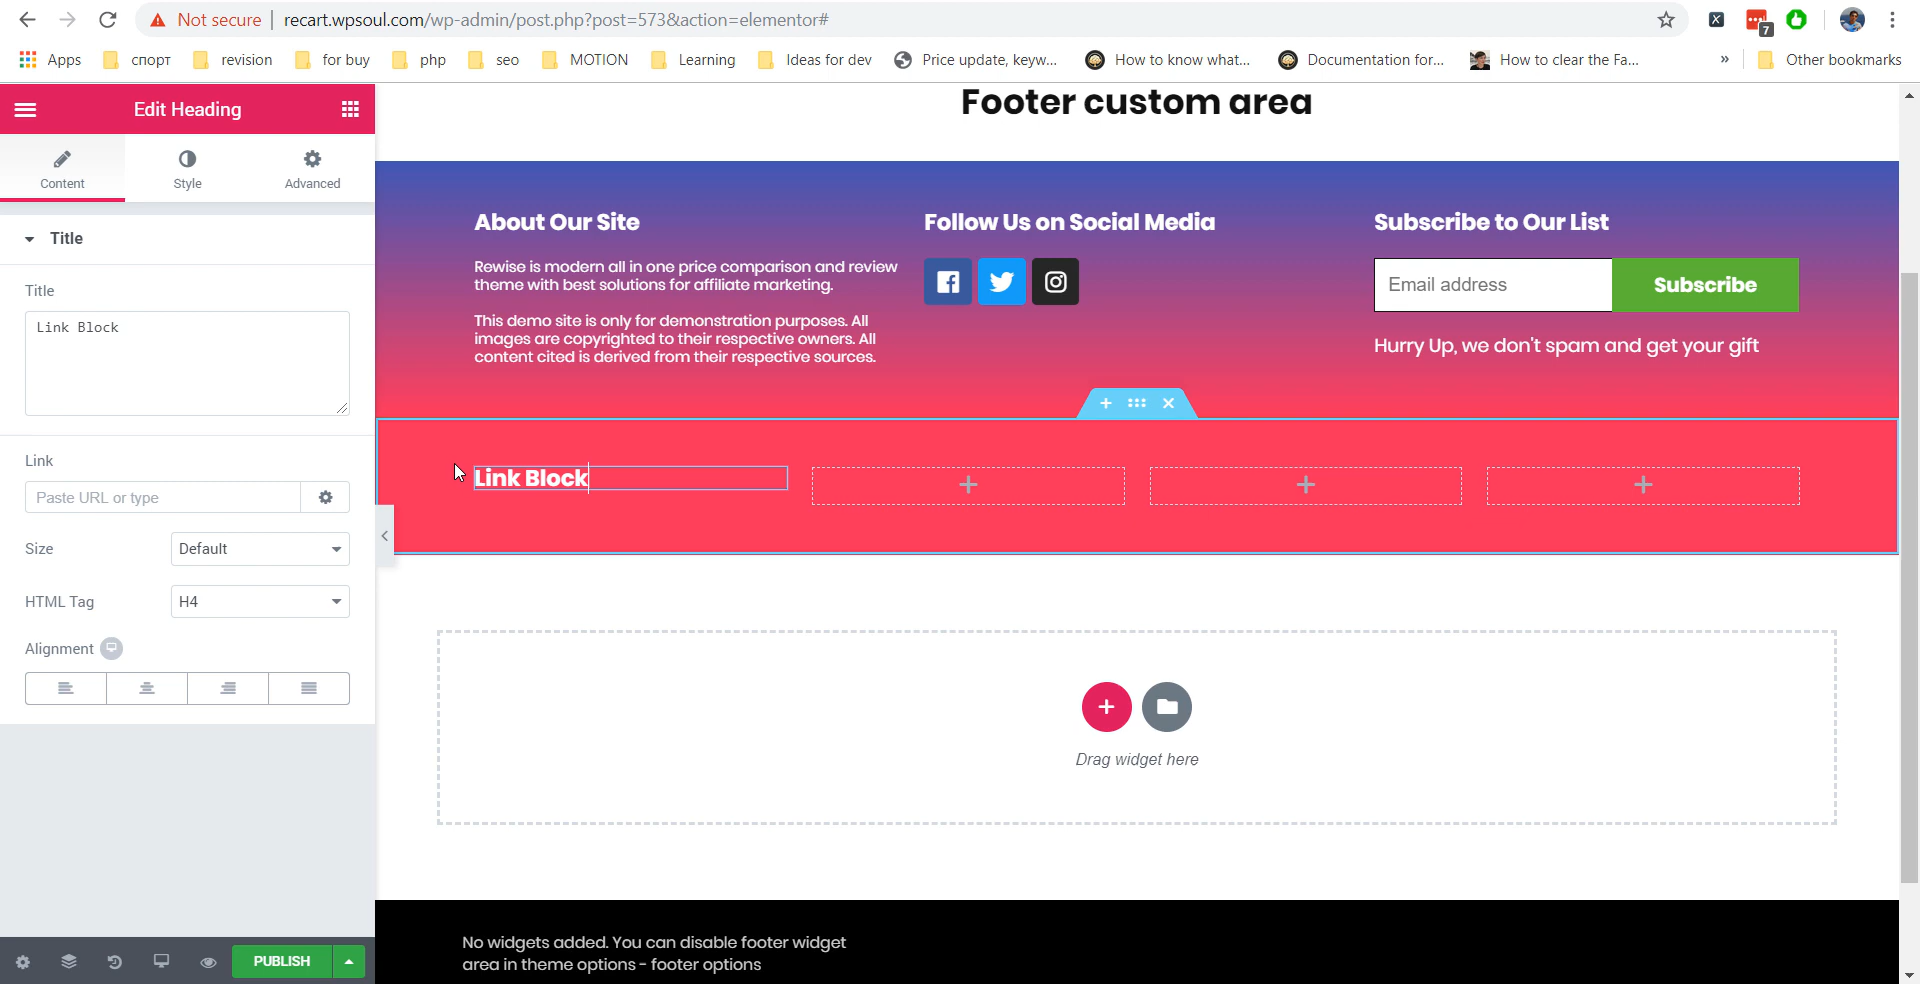 Not secure | recart.wpsoul.com/wp-admin/post.php?post=573&action=elementor#
7
Apps спорт revision for buy php seo MOTION Learning Ideas for dev Price update, keyw... How to know what... Documentation for... How to clear the Fa... » Other bookmarks
Edit Heading
Content Style Advanced
Title
Title
Link Block
Link
Paste URL or type
Size Default
HTML Tag H4
Alignment
PUBLISH
Footer custom area
About Our Site
Rewise is modern all in one price comparison and review
theme with best solutions for affiliate marketing.
This demo site is only for demonstration purposes. All
images are copyrighted to their respective owners. All
content cited is derived from their respective sources.
Follow Us on Social Media
Subscribe to Our List
Email address Subscribe
Hurry Up, we don't spam and get your gift
Link Block
Drag widget here
No widgets added. You can disable footer widget
area in theme options - footer options